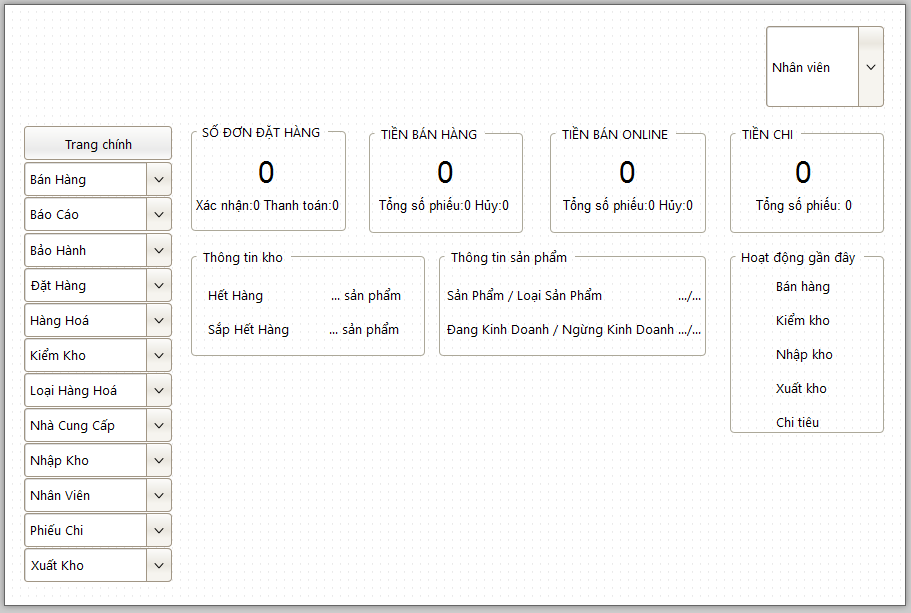 Nhân viên
Trang chính
Bán Hàng
Báo Cáo
Bảo Hành
Đặt Hàng
Hàng Hoá
Kiểm Kho
Loại Hàng Hoá
Nhà Cung Cấp
Nhập Kho
Nhân Viên
Phiếu Chi
Xuất Kho
SỐ ĐƠN ĐẶT HÀNG
0
Xác nhận:0 Thanh toán:0
TIỀN BÁN HÀNG
0
Tổng số phiếu:0 Hủy:0
TIỀN BÁN ONLINE
0
Tổng số phiếu:0 Hủy:0
TIỀN CHI
0
Tổng số phiếu: 0
Thông tin kho
Hết Hàng ... sản phẩm
Sắp Hết Hàng ... sản phẩm
Thông tin sản phẩm
Sản Phẩm / Loại Sản Phẩm .../...
Đang Kinh Doanh / Ngừng Kinh Doanh .../...
Hoạt động gần đây
Bán hàng
Kiểm kho
Nhập kho
Xuất kho
Chi tiêu